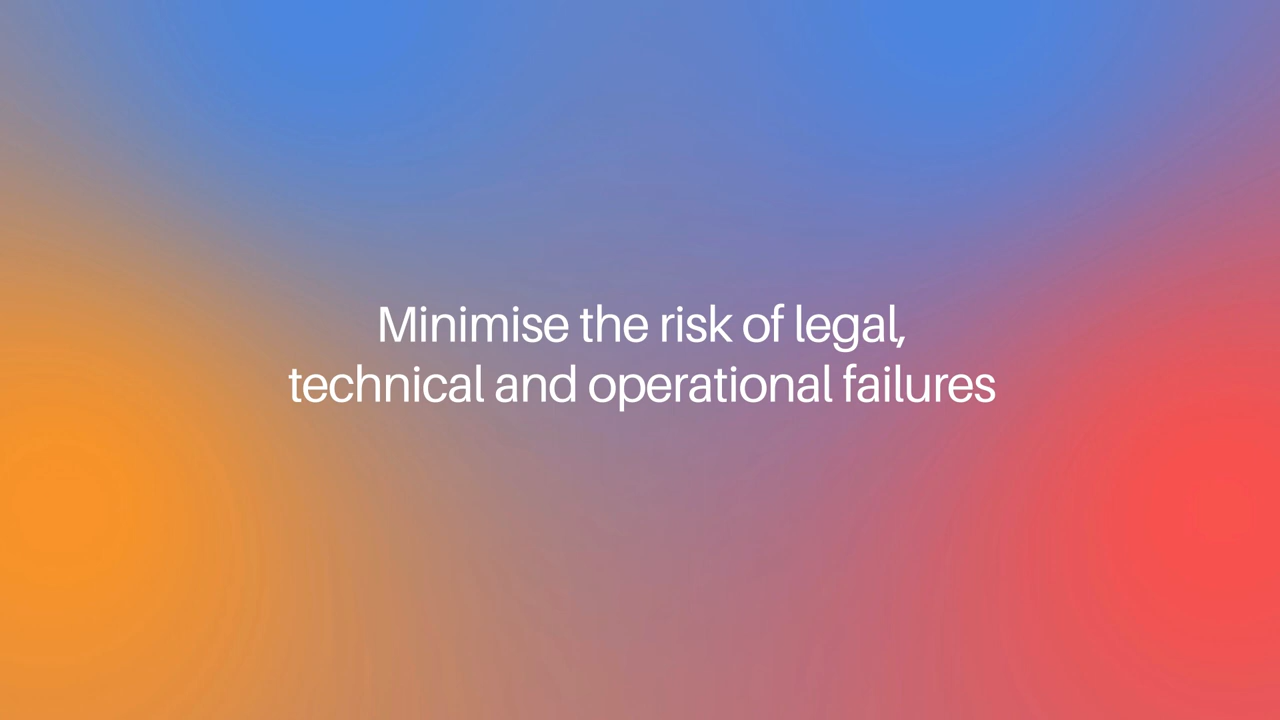 Minimise the risk of legal,
technical and operational failures